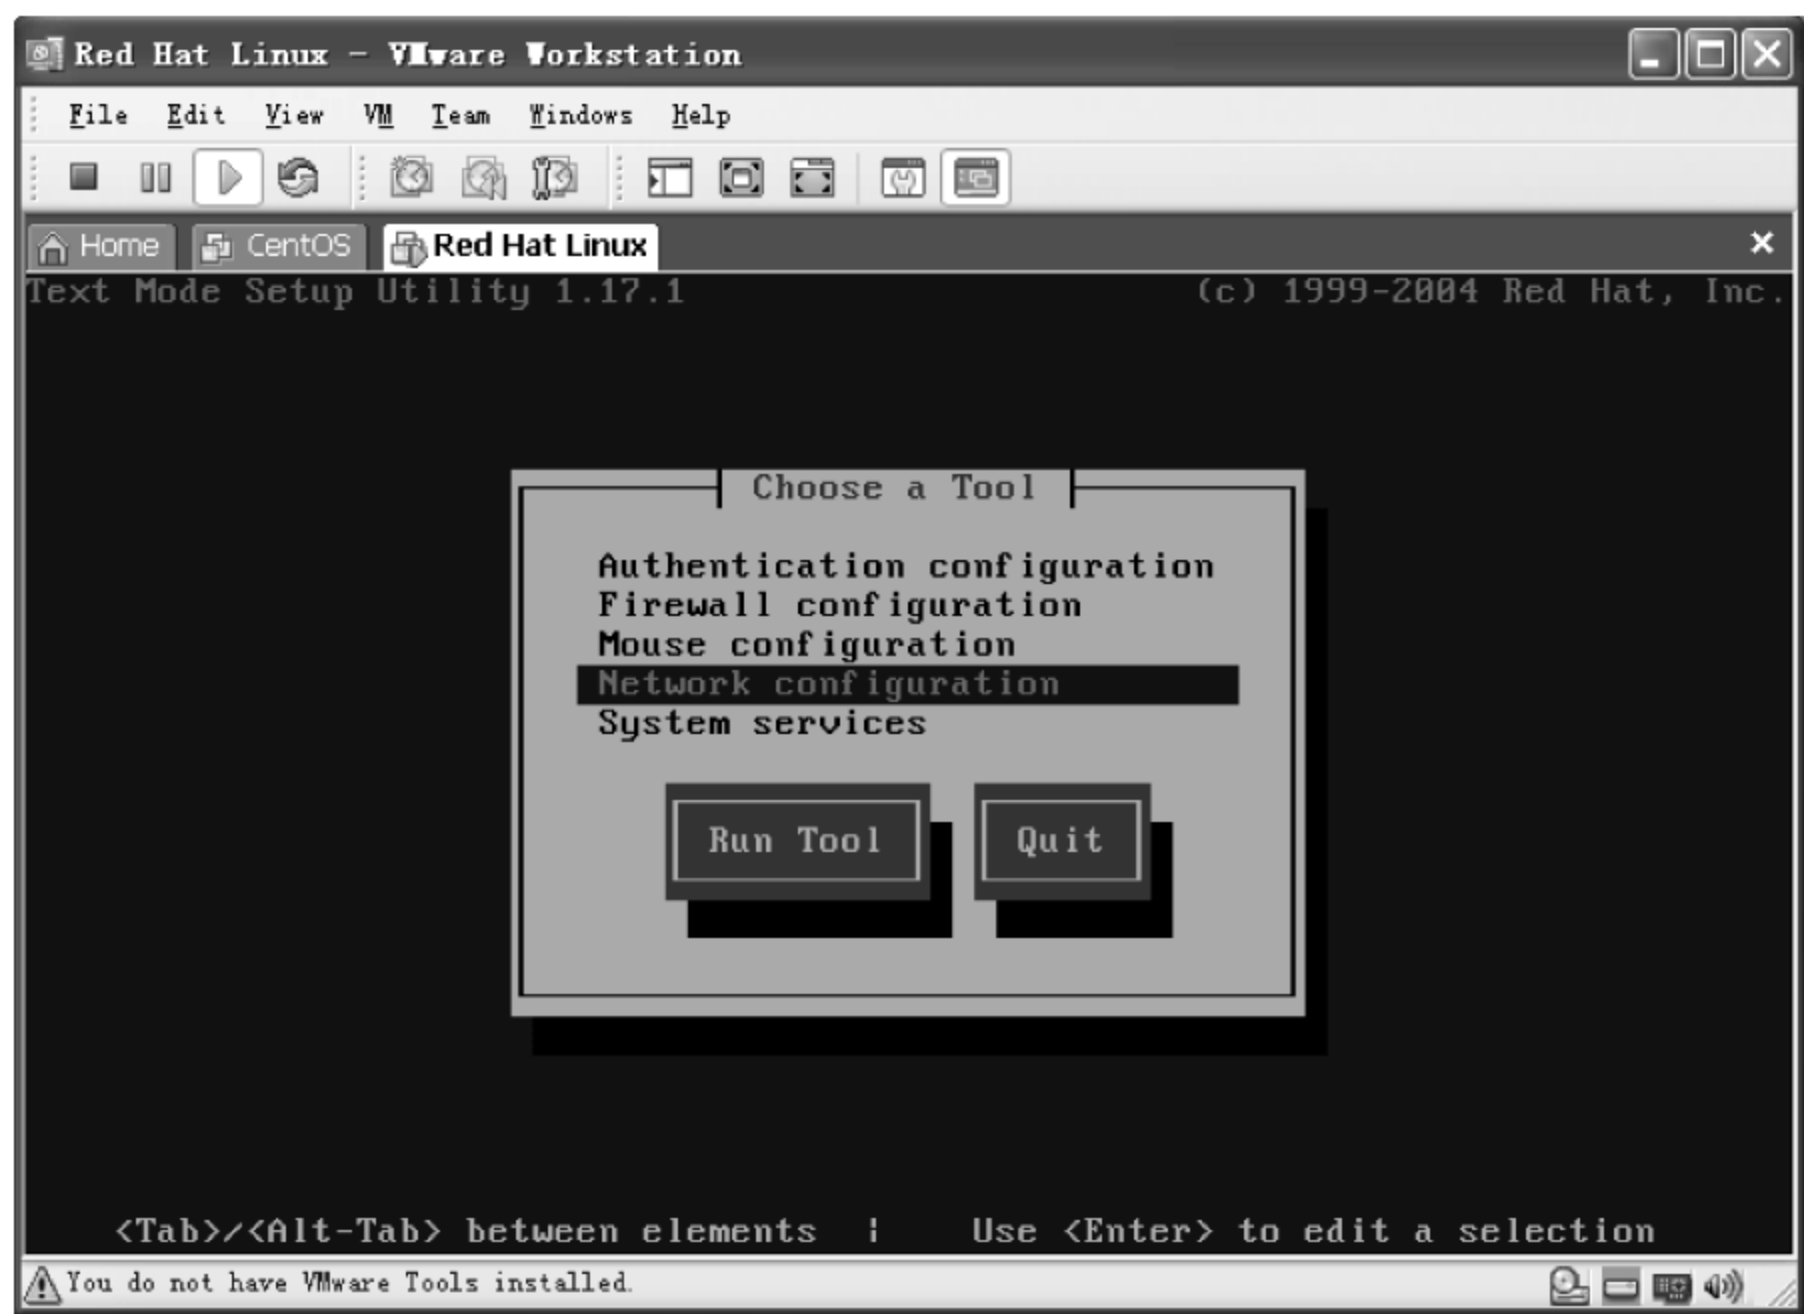 Red Hat Linux - VMware Workstation
File Edit View VM Team Windows Help
Home CentOS Red Hat Linux
Text Mode Setup Utility 1.17.1 (c) 1999-2004 Red Hat, Inc.
Choose a Tool
Authentication configuration
Firewall configuration
Mouse configuration
Network configuration
System services
Run Tool Quit
<Tab>/<Alt-Tab> between elements | Use <Enter> to edit a selection
You do not have VMware Tools installed.